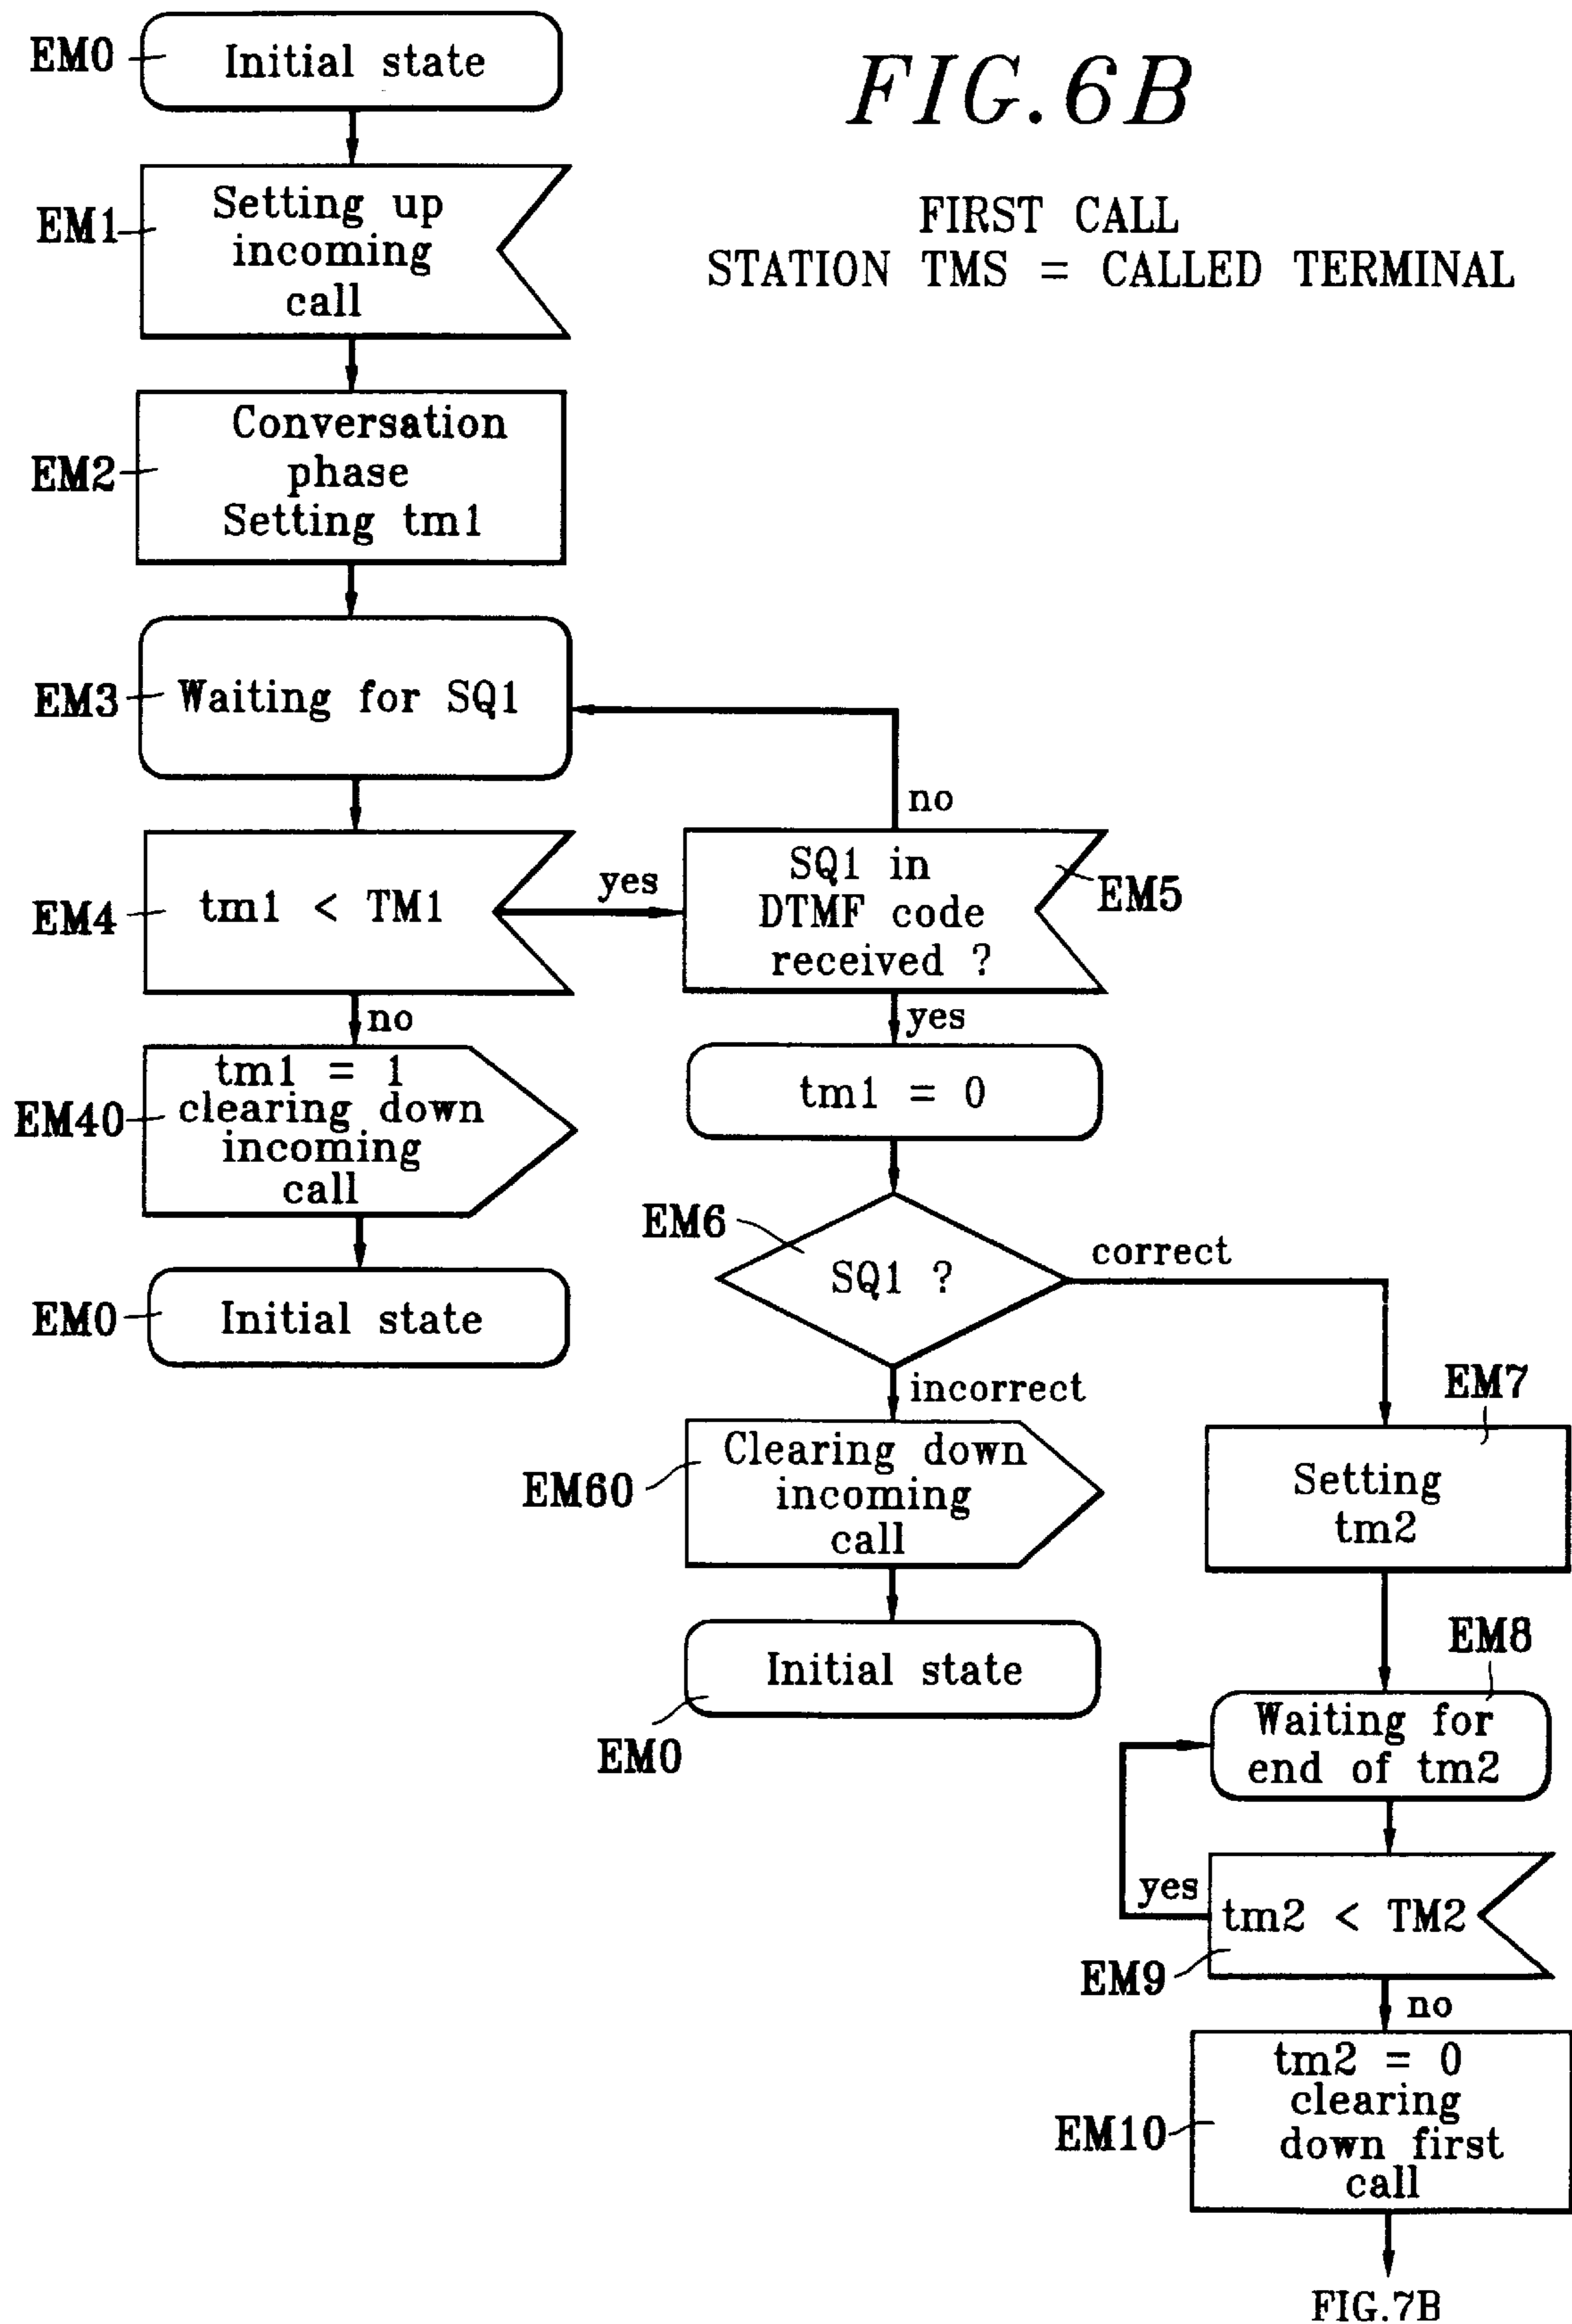 FIG.6B
FIRST CALL
STATION TMS = CALLED TERMINAL
EM0
Initial state
EM1
Setting up
incoming
call
EM2
Conversation
phase
Setting tm1
EM3
Waiting for SQ1
no
EM4
tm1 < TM1
yes
SQ1 in
DTMF code
received ?
EM5
no
yes
EM40
tm1 = 1
clearing down
incoming
call
tm1 = 0
EM0
Initial state
EM6
SQ1 ?
correct
incorrect
EM60
Clearing down
incoming
call
EM0
Initial state
EM7
Setting
tm2
EM8
Waiting for
end of tm2
yes
tm2 < TM2
EM9
no
EM10
tm2 = 0
clearing
down first
call
FIG.7B